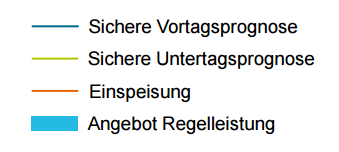 Sichere Vortagsprognose
Sichere Untertagsprognose
Einspeisung
Angebot Regelleistung